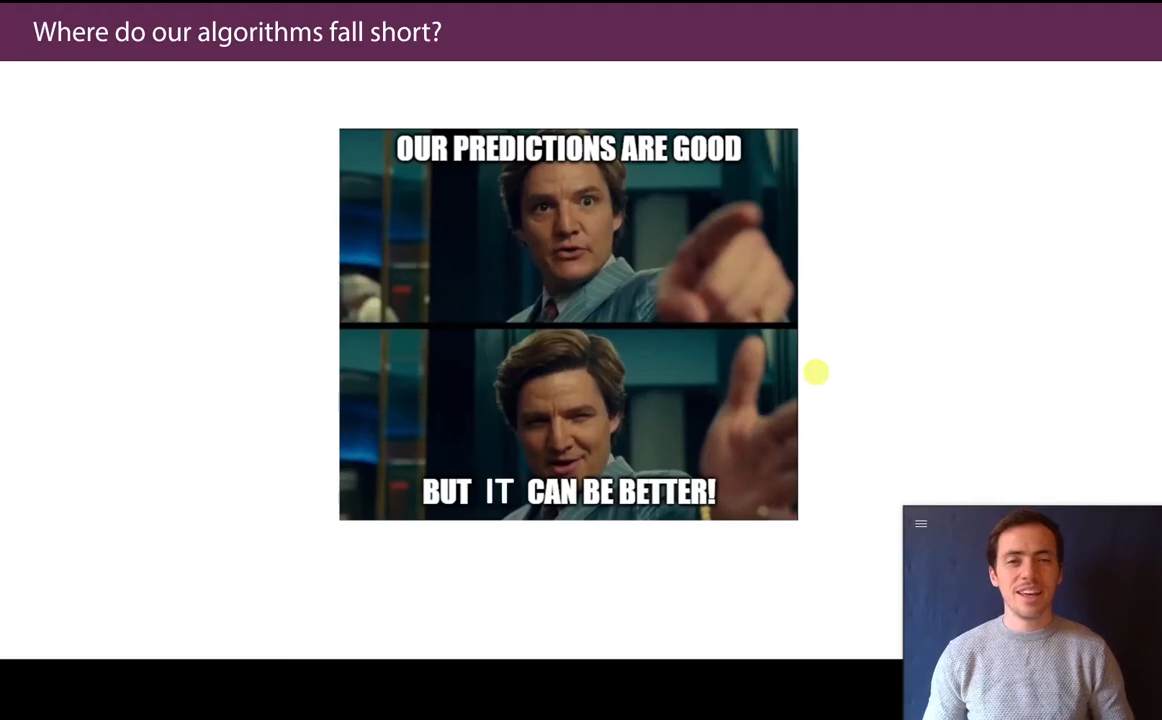 Where do our algorithms fall short?
OUR PREDICTIONS ARE GOOD
BUT IT CAN BE BETTER!